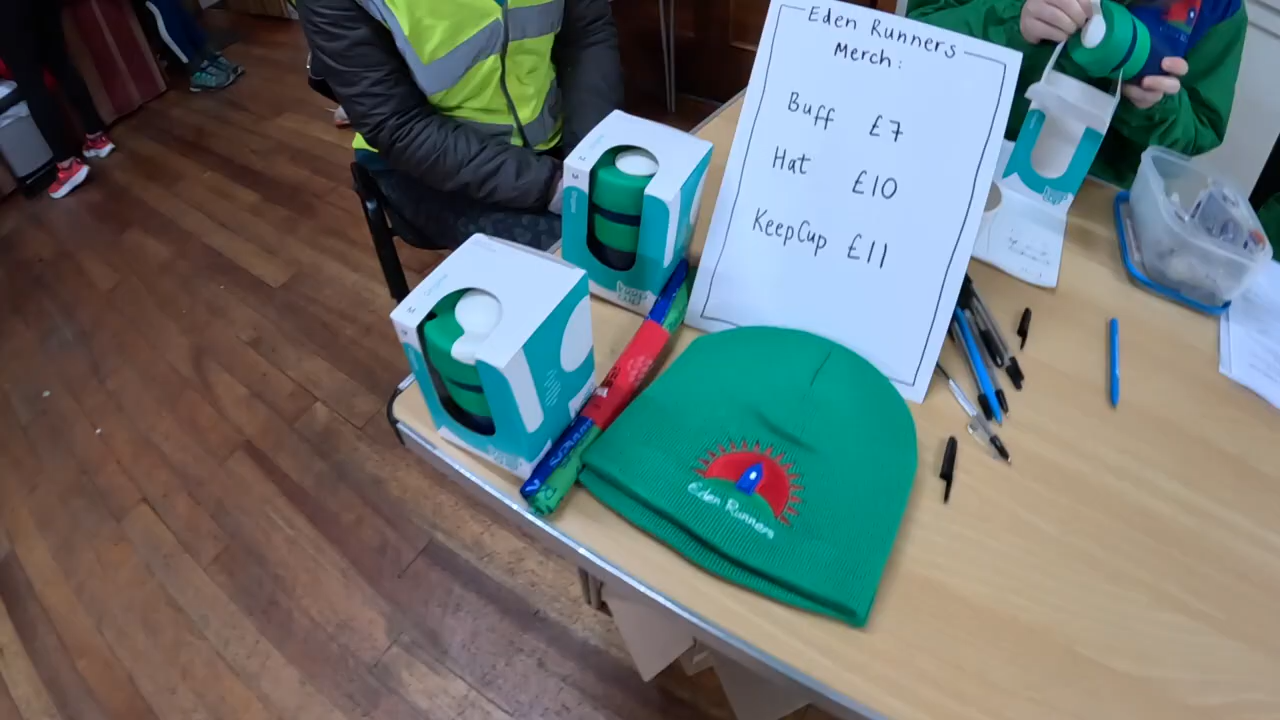 Eden Runners
Merch:
Buff £7
Hat £10
KeepCup £11
Eden Runners